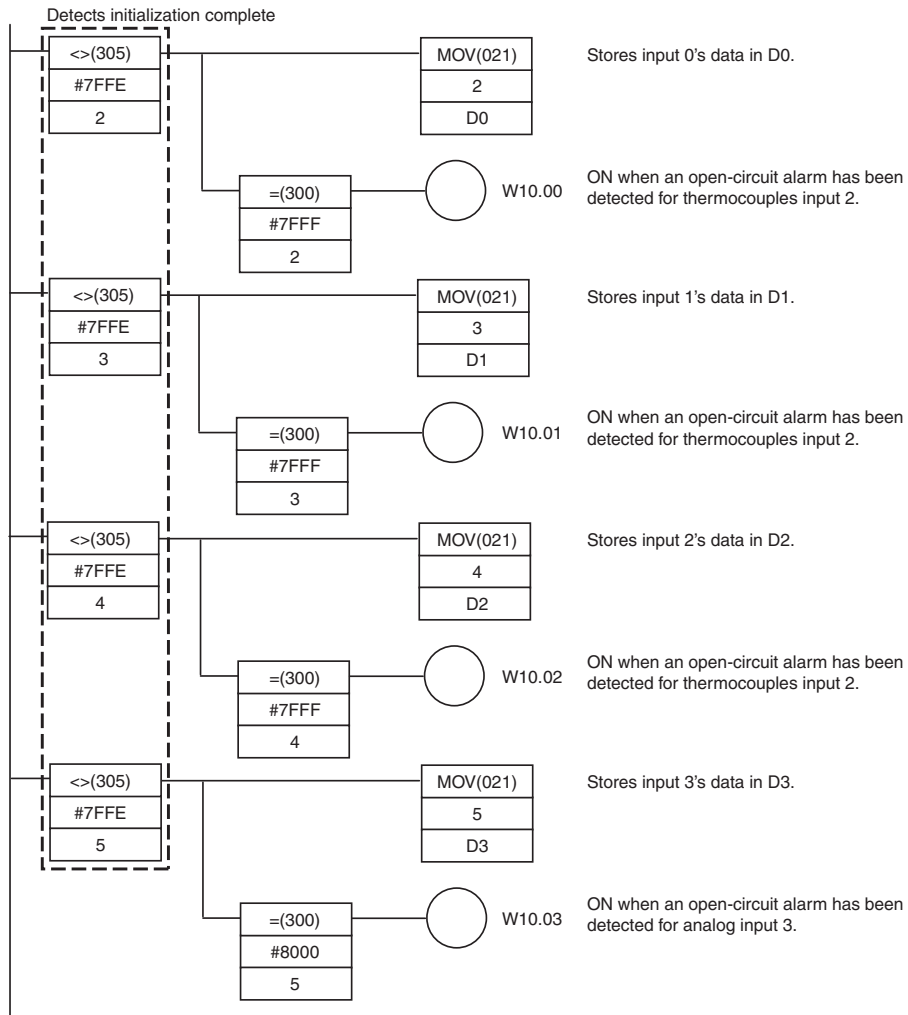 Detects initialization complete
<>(305)
#7FFE
2
MOV(021)
2
D0
Stores input 0's data in D0.
=(300)
#7FFF
2
W10.00
ON when an open-circuit alarm has been
detected for thermocouples input 2.
<>(305)
#7FFE
3
MOV(021)
3
D1
Stores input 1's data in D1.
=(300)
#7FFF
3
W10.01
ON when an open-circuit alarm has been
detected for thermocouples input 2.
<>(305)
#7FFE
4
MOV(021)
4
D2
Stores input 2's data in D2.
=(300)
#7FFF
4
W10.02
ON when an open-circuit alarm has been
detected for thermocouples input 2.
<>(305)
#7FFE
5
MOV(021)
5
D3
Stores input 3's data in D3.
=(300)
#8000
5
W10.03
ON when an open-circuit alarm has been
detected for analog input 3.